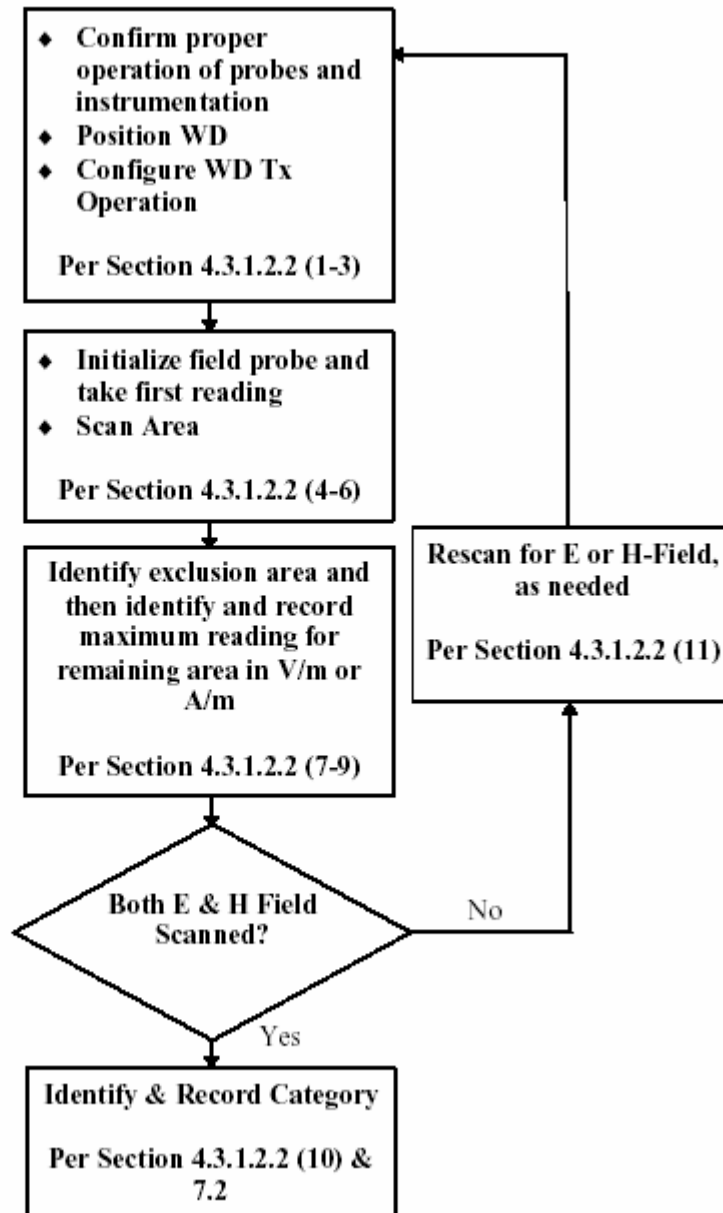 ♦ Confirm proper
operation of probes and
instrumentation
♦ Position WD
♦ Configure WD Tx
Operation
Per Section 4.3.1.2.2 (1-3)
♦ Initialize field probe and
take first reading
♦ Scan Area
Per Section 4.3.1.2.2 (4-6)
Identify exclusion area and
then identify and record
maximum reading for
remaining area in V/m or
A/m
Per Section 4.3.1.2.2 (7-9)
Rescan for E or H-Field,
as needed
Per Section 4.3.1.2.2 (11)
Both E & H Field
Scanned?
No
Yes
Identify & Record Category
Per Section 4.3.1.2.2 (10) &
7.2